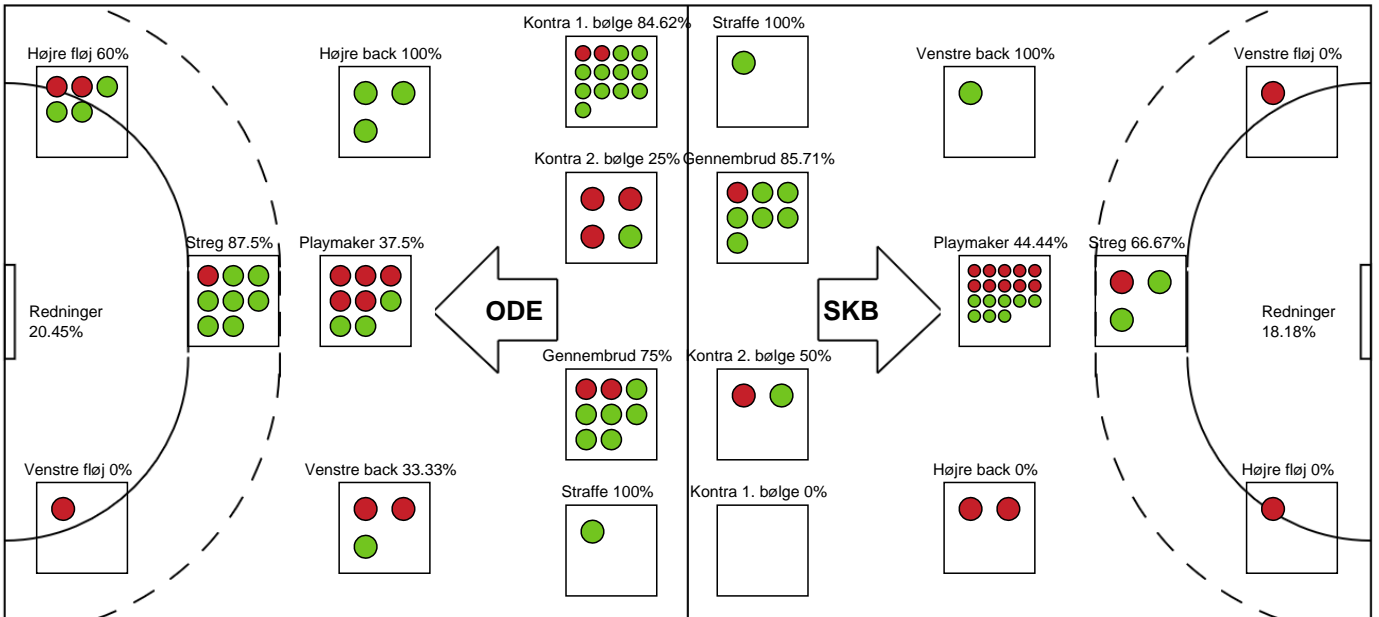 Kontra 1. bølge 84.62%
Straffe 100%
Højre fløj 60%
Højre back 100%
Venstre back 100%
Venstre fløj 0%
Kontra 2. bølge 25%
Gennembrud 85.71%
Streg 87.5%
Playmaker 37.5%
Playmaker 44.44%
Streg 66.67%
Redninger
20.45%
ODE
SKB
Redninger
18.18%
Gennembrud 75%
Kontra 2. bølge 50%
Venstre fløj 0%
Venstre back 33.33%
Straffe 100%
Kontra 1. bølge 0%
Højre back 0%
Højre fløj 0%